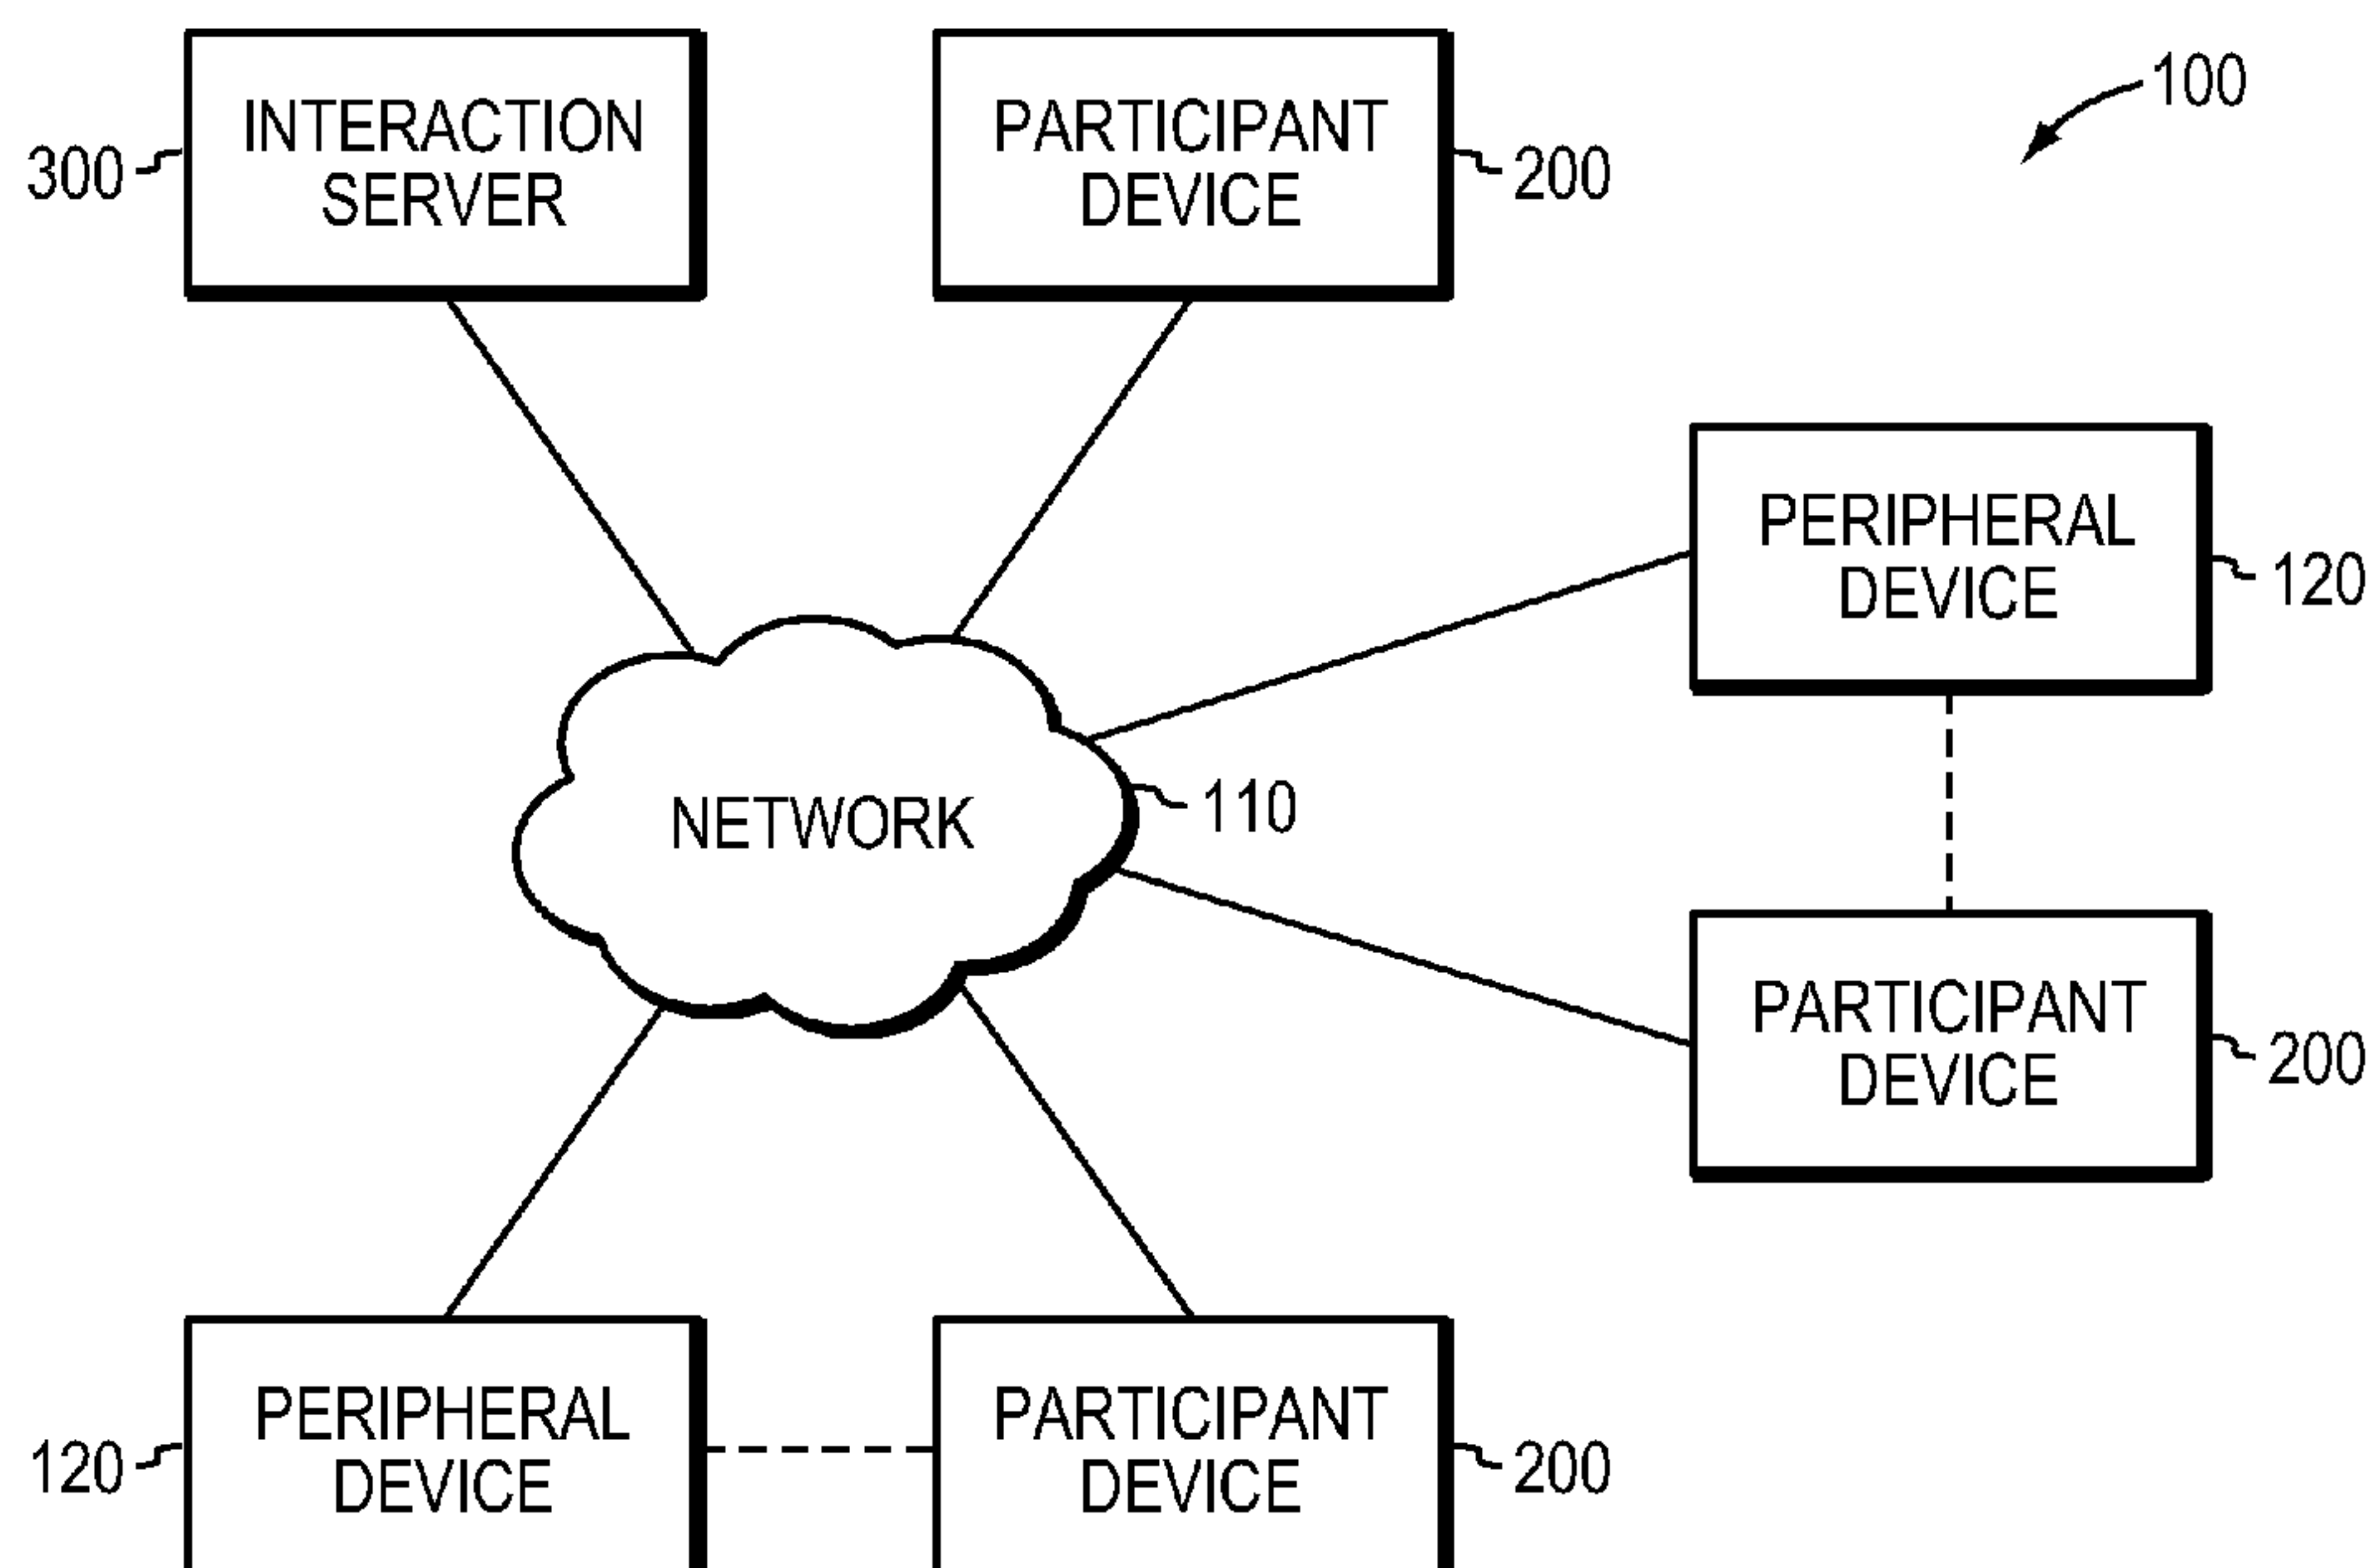 INTERACTION
SERVER
300
PARTICIPANT
DEVICE
200
100
PERIPHERAL
DEVICE
120
NETWORK
110
PARTICIPANT
DEVICE
200
PERIPHERAL
DEVICE
120
PARTICIPANT
DEVICE
200